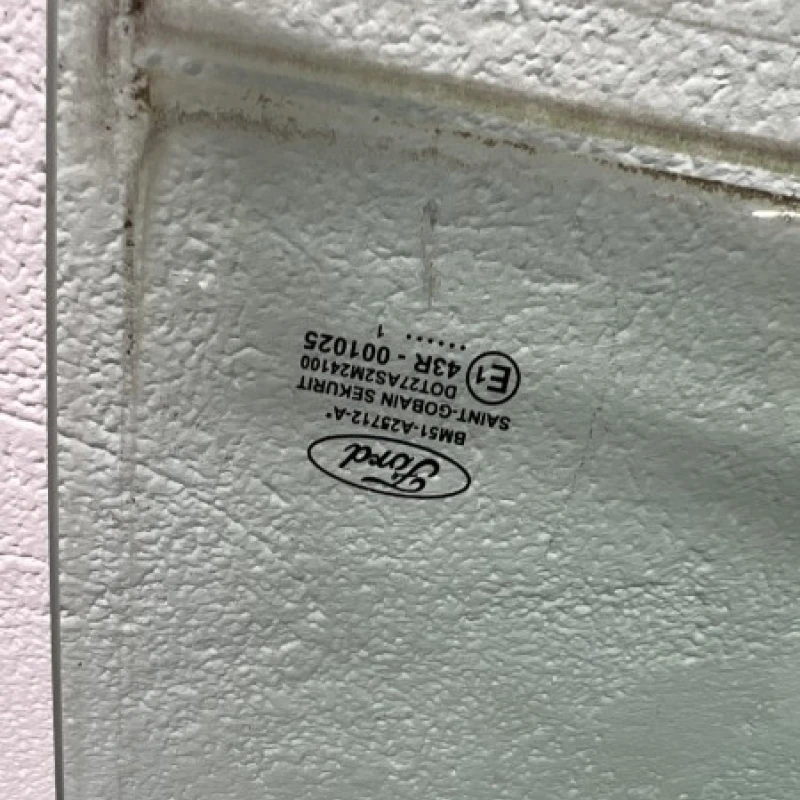 Ford
BM51-A25712-A*
SAINT-GOBAIN SEKURIT
DOT27AS2M24100
E1 43R - 001025
...... 1